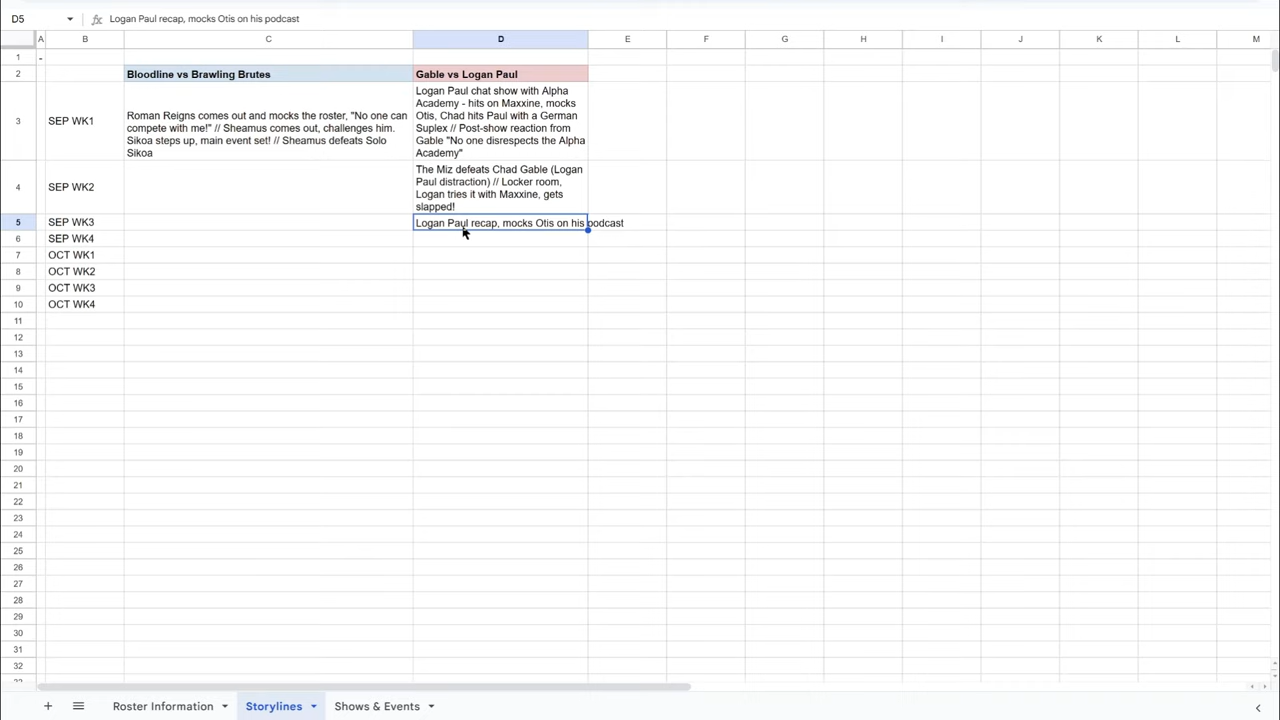 D5 fx Logan Paul recap, mocks Otis on his podcast
A B C D E F G H I J K L M
1 -
2 Bloodline vs Brawling Brutes Gable vs Logan Paul
3 SEP WK1
Roman Reigns comes out and mocks the roster, "No one can
compete with me!" // Sheamus comes out, challenges him.
Sikoa steps up, main event set! // Sheamus defeats Solo
Sikoa
Logan Paul chat show with Alpha
Academy - hits on Maxxine, mocks
Otis, Chad hits Paul with a German
Suplex // Post-show reaction from
Gable "No one disrespects the Alpha
Academy"
4 SEP WK2
The Miz defeats Chad Gable (Logan
Paul distraction) // Locker room,
Logan tries it with Maxxine, gets
slapped!
5 SEP WK3 Logan Paul recap, mocks Otis on his podcast
6 SEP WK4
7 OCT WK1
8 OCT WK2
9 OCT WK3
10 OCT WK4
11
12
13
14
15
16
17
18
19
20
21
22
23
24
25
26
27
28
29
30
31
32
Roster Information Storylines Shows & Events